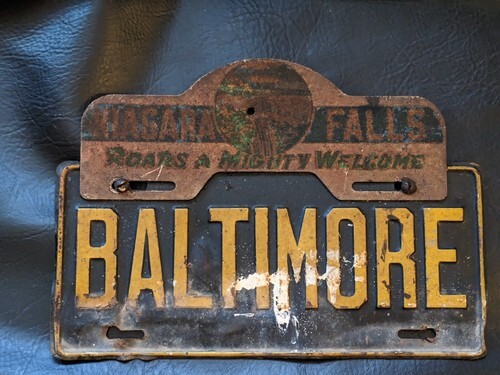 NIAGARA FALLS
ROARS A MIGHTY WELCOME
BALTIMORE